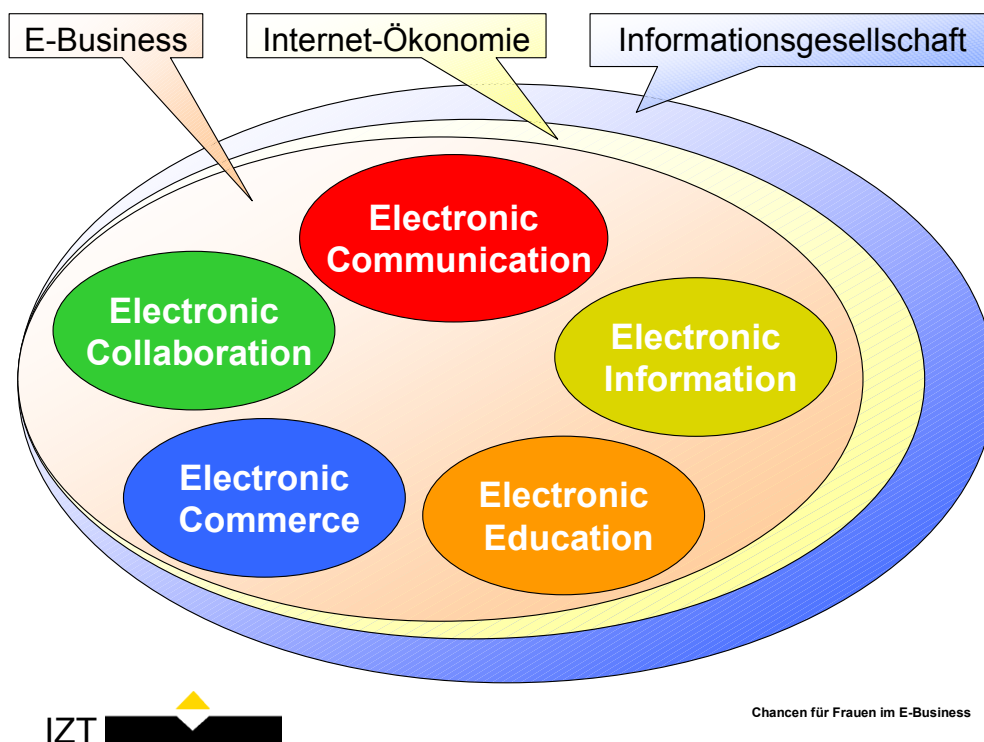 E-Business
Internet-Ökonomie
Informationsgesellschaft
Electronic
Communication
Electronic
Collaboration
Electronic
Information
Electronic
Commerce
Electronic
Education
IZT
Chancen für Frauen im E-Business